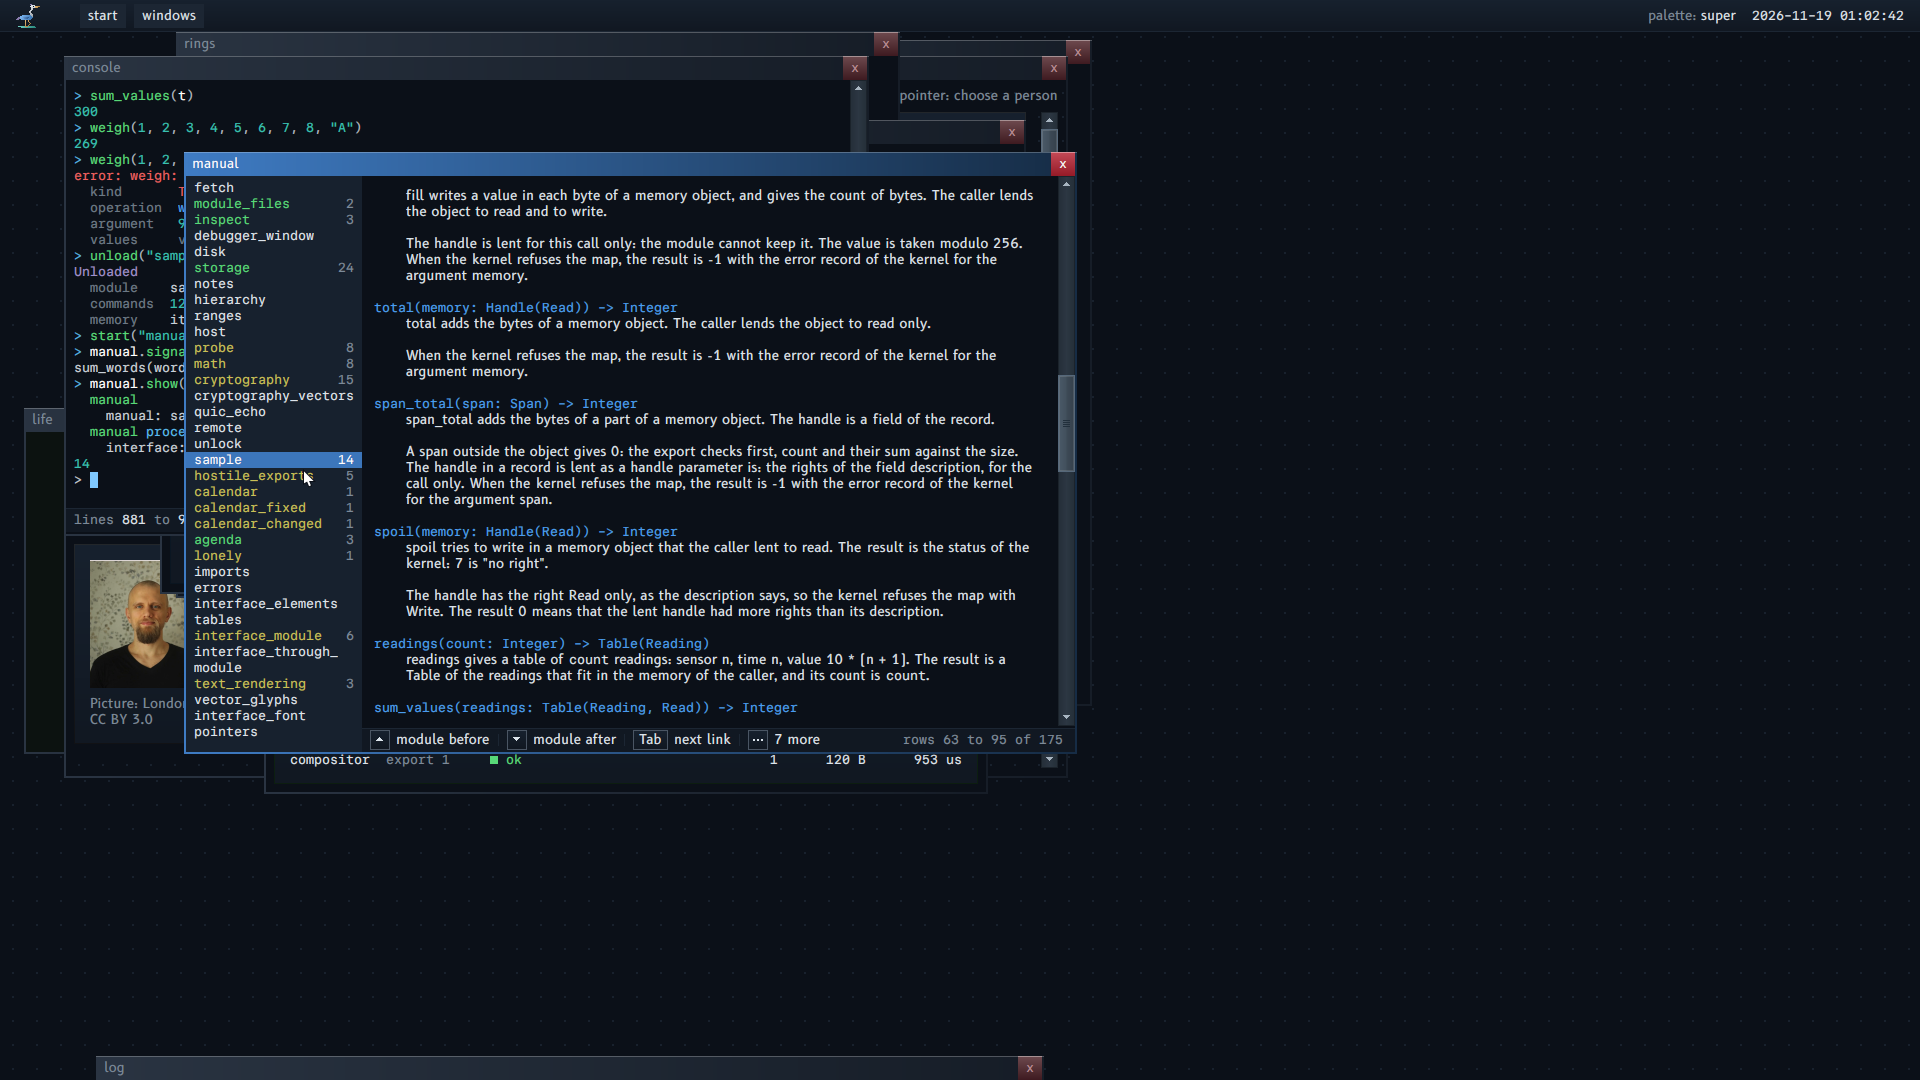 start windows palette: super 2026-11-19 01:02:42
rings x
x
console x x
> sum_values(t)
300
> weigh(1, 2, 3, 4, 5, 6, 7, 8, "A")
269
> weigh(1, 2,
error: weigh:
kind T
operation w
argument 9
values v
> unload("samp
Unloaded
module sa
commands 12
memory it
> start("manua
> manual.signa
sum_words(word
> manual.show(
manual
manual: sa
manual proce
interface:
14
>
lines 881 to 9
pointer: choose a person
x
life
Picture: Londo
CC BY 3.0
manual x
fetch
module_files 2
inspect 3
debugger_window
disk
storage 24
notes
hierarchy
ranges
host
probe 8
math 8
cryptography 15
cryptography_vectors
quic_echo
remote
unlock
sample 14
hostile_exports 5
calendar 1
calendar_fixed 1
calendar_changed 1
agenda 3
lonely 1
imports
errors
interface_elements
tables
interface_module 6
interface_through_
module
text_rendering 3
vector_glyphs
interface_font
pointers
fill writes a value in each byte of a memory object, and gives the count of bytes. The caller lends
the object to read and to write.
The handle is lent for this call only: the module cannot keep it. The value is taken modulo 256.
When the kernel refuses the map, the result is -1 with the error record of the kernel for the
argument memory.
total(memory: Handle(Read)) -> Integer
total adds the bytes of a memory object. The caller lends the object to read only.
When the kernel refuses the map, the result is -1 with the error record of the kernel for the
argument memory.
span_total(span: Span) -> Integer
span_total adds the bytes of a part of a memory object. The handle is a field of the record.
A span outside the object gives 0: the export checks first, count and their sum against the size.
The handle in a record is lent as a handle parameter is: the rights of the field description, for the
call only. When the kernel refuses the map, the result is -1 with the error record of the kernel
for the argument span.
spoil(memory: Handle(Read)) -> Integer
spoil tries to write in a memory object that the caller lent to read. The result is the status of the
kernel: 7 is "no right".
The handle has the right Read only, as the description says, so the kernel refuses the map with
Write. The result 0 means that the lent handle had more rights than its description.
readings(count: Integer) -> Table(Reading)
readings gives a table of count readings: sensor n, time n, value 10 * (n + 1). The result is a
Table of the readings that fit in the memory of the caller, and its count is count.
sum_values(readings: Table(Reading, Read)) -> Integer
module before module after Tab next link ... 7 more rows 63 to 95 of 175
compositor export 1 ok 1 120 B 953 us
log x